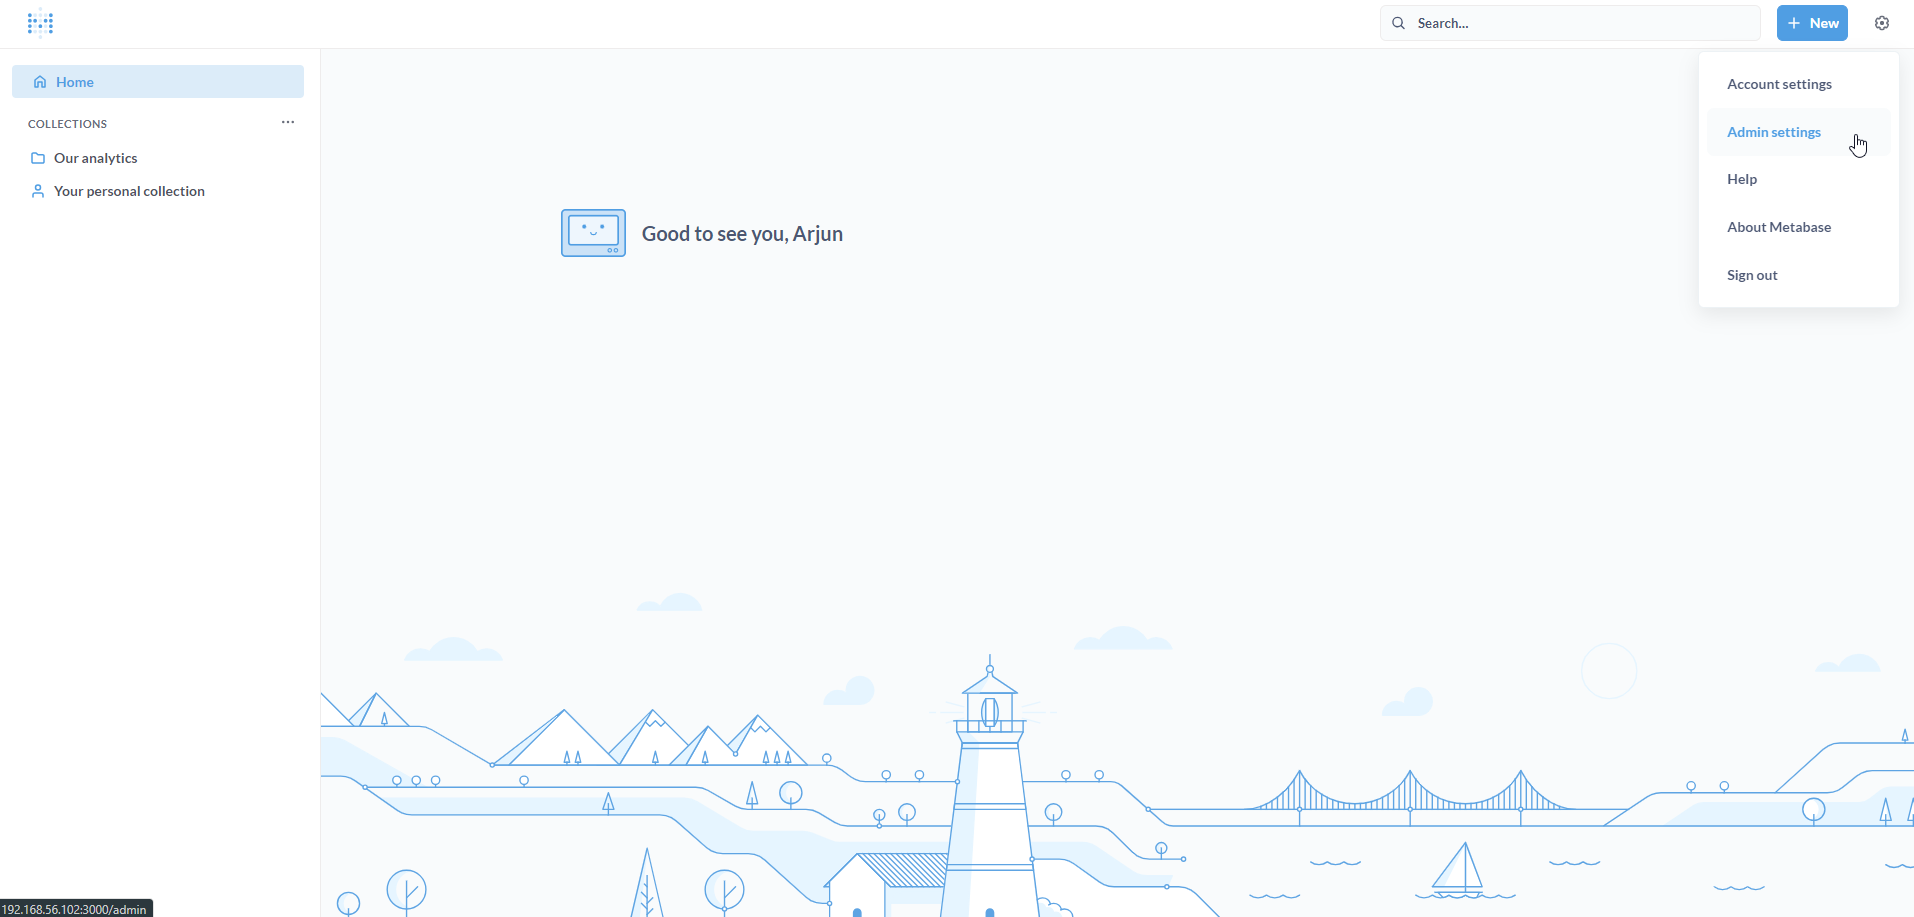 Search...
New
Home
COLLECTIONS
Our analytics
Your personal collection
Good to see you, Arjun
Account settings
Admin settings
Help
About Metabase
Sign out
192.168.56.102:3000/admin